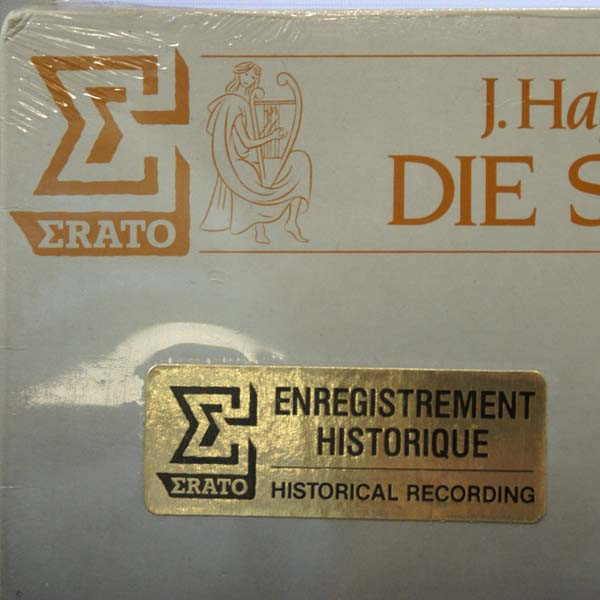 ΣRATO
J. Ha
DIE S
ΣRATO
ENREGISTREMENT
HISTORIQUE
HISTORICAL RECORDING